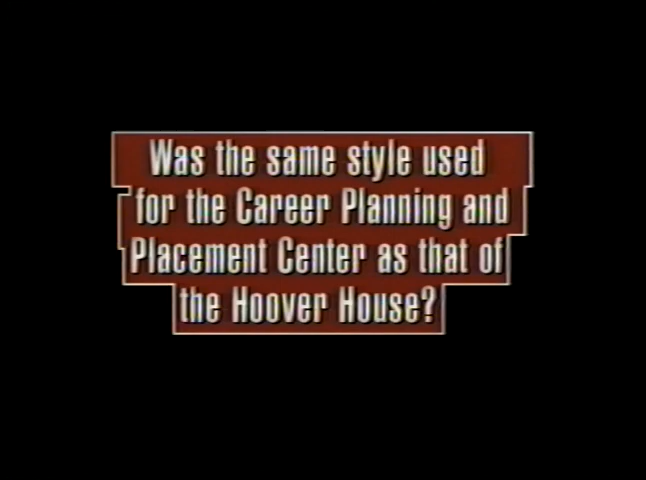 Was the same style used
for the Career Planning and
Placement Center as that of
the Hoover House?